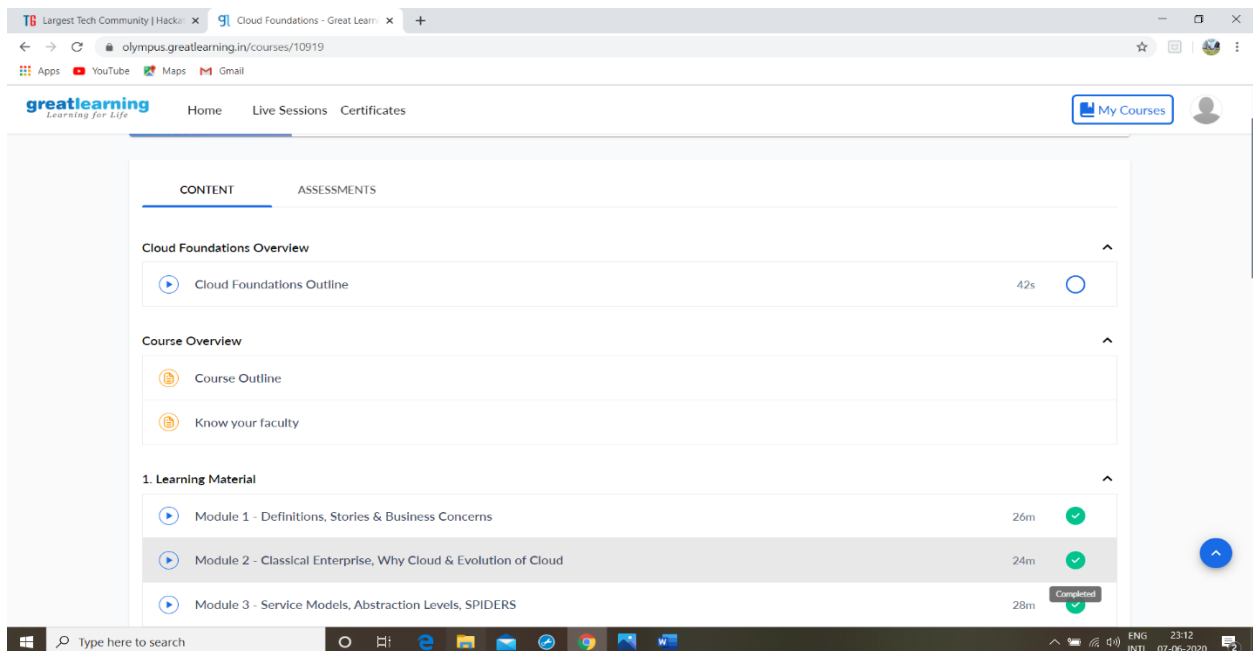 TG Largest Tech Community | Hacka
Cloud Foundations - Great Learn
olympus.greatlearning.in/courses/10919
Apps YouTube Maps Gmail
greatlearning
Learning for Life
Home Live Sessions Certificates
My Courses
CONTENT ASSESSMENTS
Cloud Foundations Overview
Cloud Foundations Outline 42s
Course Overview
Course Outline
Know your faculty
1. Learning Material
Module 1 - Definitions, Stories & Business Concerns 26m
Module 2 - Classical Enterprise, Why Cloud & Evolution of Cloud 24m
Completed
Module 3 - Service Models, Abstraction Levels, SPIDERS 28m
Type here to search
ENG 23:12
INTL 07-06-2020
2